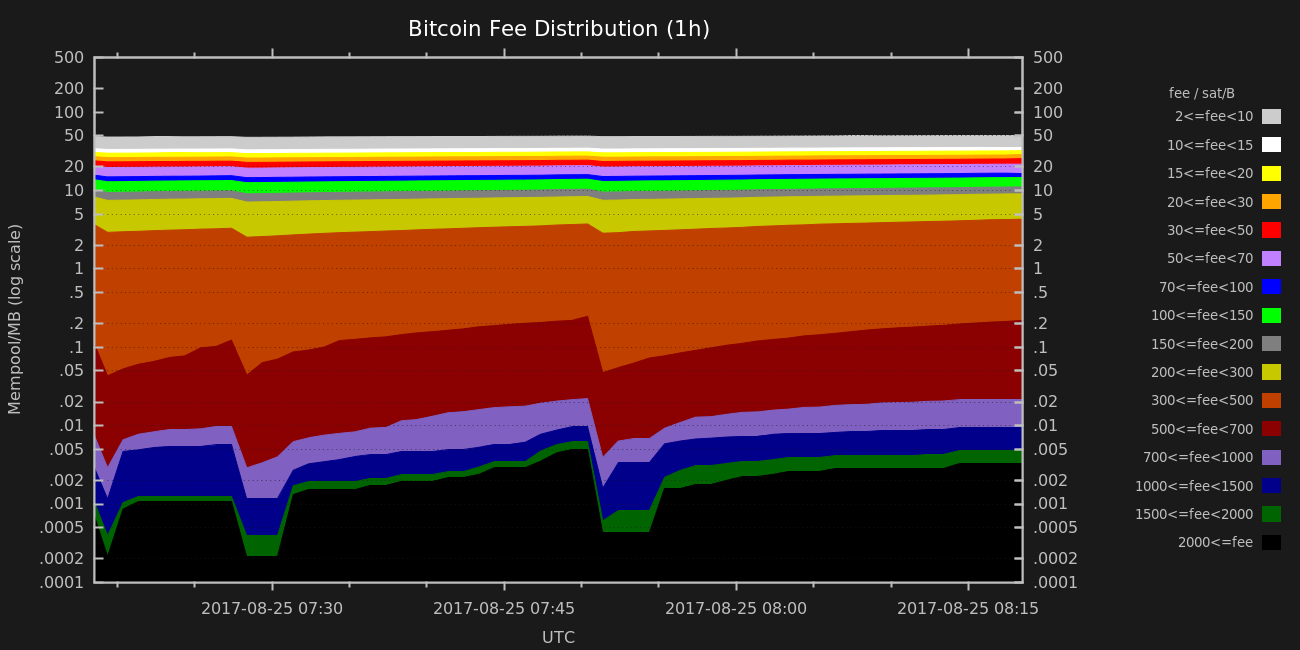 Bitcoin Fee Distribution (1h)
500
200
100
50
20
10
5
2
1
.5
.2
.1
.05
.02
.01
.005
.002
.001
.0005
.0002
.0001
Mempool/MB (log scale)
500
200
100
50
20
10
5
2
1
.5
.2
.1
.05
.02
.01
.005
.002
.001
.0005
.0002
.0001
2017-08-25 07:30
2017-08-25 07:45
2017-08-25 08:00
2017-08-25 08:15
UTC
fee / sat/B
2<=fee<10
10<=fee<15
15<=fee<20
20<=fee<30
30<=fee<50
50<=fee<70
70<=fee<100
100<=fee<150
150<=fee<200
200<=fee<300
300<=fee<500
500<=fee<700
700<=fee<1000
1000<=fee<1500
1500<=fee<2000
2000<=fee